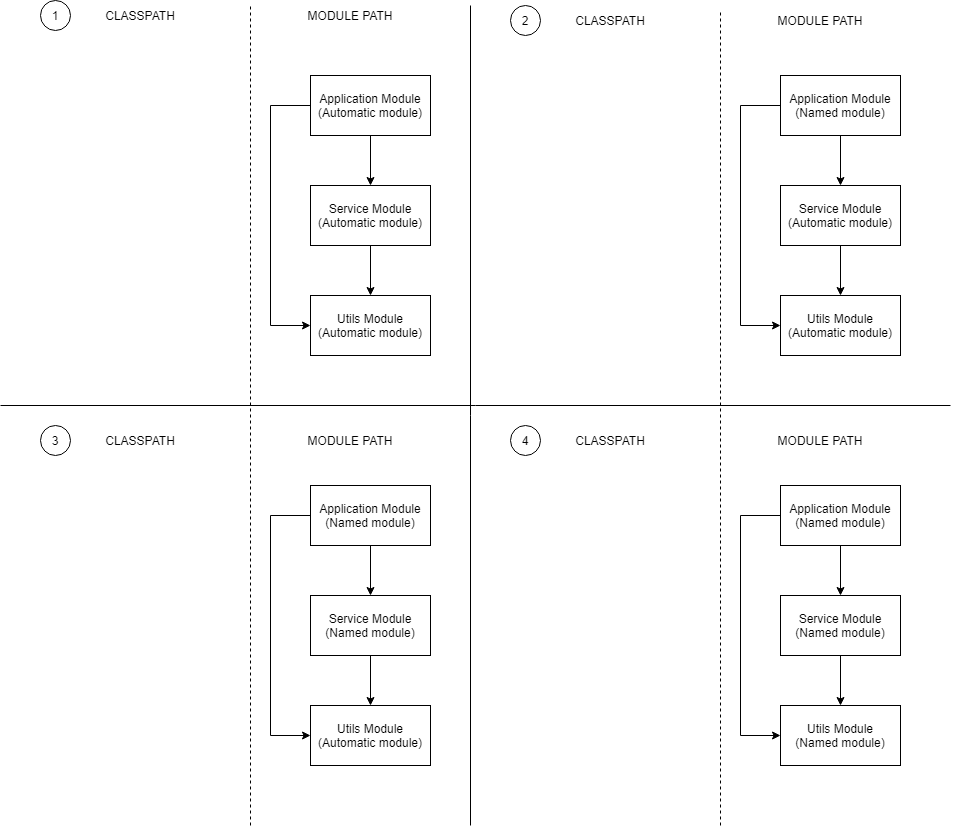 1
CLASSPATH
MODULE PATH
Application Module
(Automatic module)
Service Module
(Automatic module)
Utils Module
(Automatic module)
2
CLASSPATH
MODULE PATH
Application Module
(Named module)
Service Module
(Automatic module)
Utils Module
(Automatic module)
3
CLASSPATH
MODULE PATH
Application Module
(Named module)
Service Module
(Named module)
Utils Module
(Automatic module)
4
CLASSPATH
MODULE PATH
Application Module
(Named module)
Service Module
(Named module)
Utils Module
(Named module)